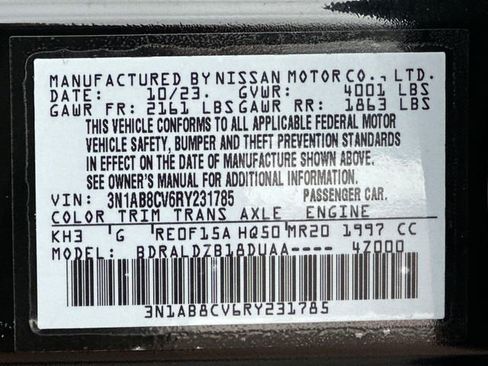 MANUFACTURED BY NISSAN MOTOR CO., LTD.
DATE: 10/23. GVWR: 4001 LBS
GAWR FR: 2161 LBS GAWR RR: 1863 LBS
THIS VEHICLE CONFORMS TO ALL APPLICABLE FEDERAL MOTOR
VEHICLE SAFETY, BUMPER AND THEFT PREVENTION STANDARDS
IN EFFECT ON THE DATE OF MANUFACTURE SHOWN ABOVE.
SEE OWNER'S MANUAL FOR ADDITIONAL INFORMATION.
VIN: 3N1AB8CV6RY231785 PASSENGER CAR.
COLOR TRIM TRANS AXLE ENGINE
KH3 G RE0F15A HQ50 MR20 1997 CC
MODEL: BDRALDZB18DUAA---- 4Z000
3N1AB8CV6RY231785